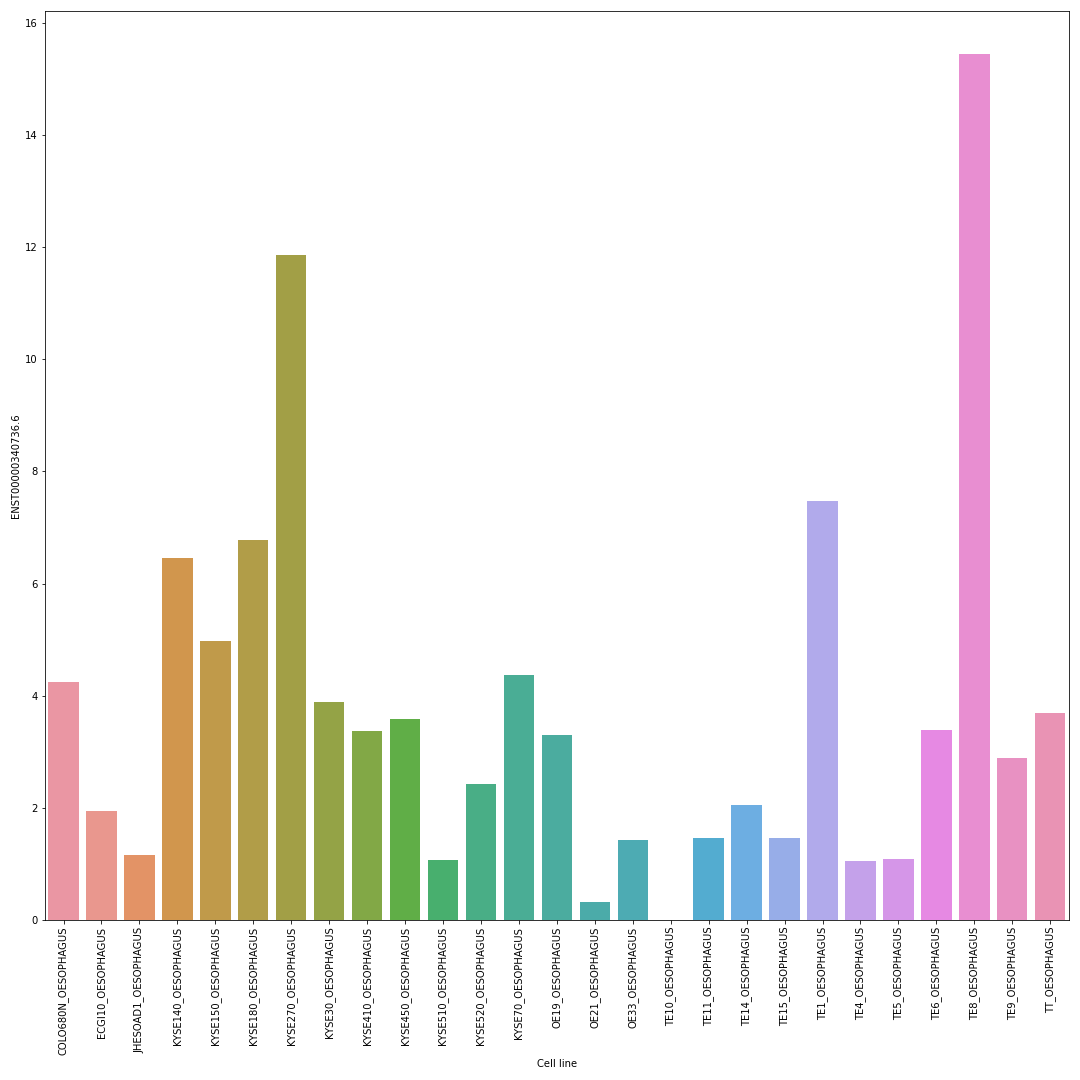 16
14
12
10
8
6
4
2
0
ENST00000340736.6
COLO680N_OESOPHAGUS
ECGI10_OESOPHAGUS
JHESOAD1_OESOPHAGUS
KYSE140_OESOPHAGUS
KYSE150_OESOPHAGUS
KYSE180_OESOPHAGUS
KYSE270_OESOPHAGUS
KYSE30_OESOPHAGUS
KYSE410_OESOPHAGUS
KYSE450_OESOPHAGUS
KYSE510_OESOPHAGUS
KYSE520_OESOPHAGUS
KYSE70_OESOPHAGUS
OE19_OESOPHAGUS
OE21_OESOPHAGUS
OE33_OESOPHAGUS
TE10_OESOPHAGUS
TE11_OESOPHAGUS
TE14_OESOPHAGUS
TE15_OESOPHAGUS
TE1_OESOPHAGUS
TE4_OESOPHAGUS
TE5_OESOPHAGUS
TE6_OESOPHAGUS
TE8_OESOPHAGUS
TE9_OESOPHAGUS
TT_OESOPHAGUS
Cell line